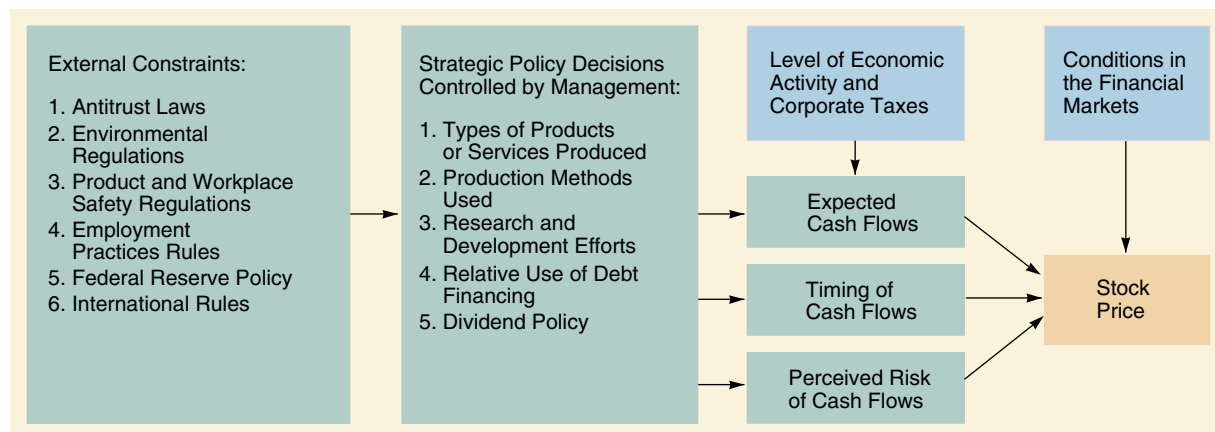 External Constraints:
1. Antitrust Laws
2. Environmental
Regulations
3. Product and Workplace
Safety Regulations
4. Employment
Practices Rules
5. Federal Reserve Policy
6. International Rules
Strategic Policy Decisions
Controlled by Management:
1. Types of Products
or Services Produced
2. Production Methods
Used
3. Research and
Development Efforts
4. Relative Use of Debt
Financing
5. Dividend Policy
Level of Economic
Activity and
Corporate Taxes
Expected
Cash Flows
Timing of
Cash Flows
Perceived Risk
of Cash Flows
Conditions in
the Financial
Markets
Stock
Price